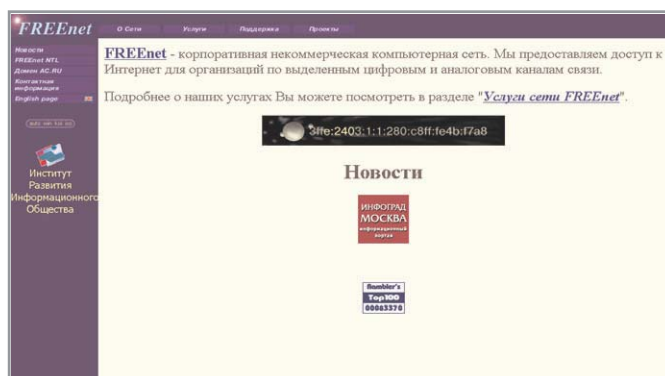 FREEnet
О Сети Услуги Поддержка Проекты
Новости
FREEnet NTL
Домен AC.RU
Контактная
информация
English page
Институт
Развития
Информационного
Общества
FREEnet - корпоративная некоммерческая компьютерная сеть. Мы предоставляем доступ к
Интернет для организаций по выделенным цифровым и аналоговым каналам связи.
Подробнее о наших услугах Вы можете посмотреть в разделе "Услуги сети FREEnet".
3ffe:2403:1:1:280:c8ff:fe4b:f7a8
Новости
ИНФОГРАД
МОСКВА
информационный
портал
Rambler's
Top100
00083370